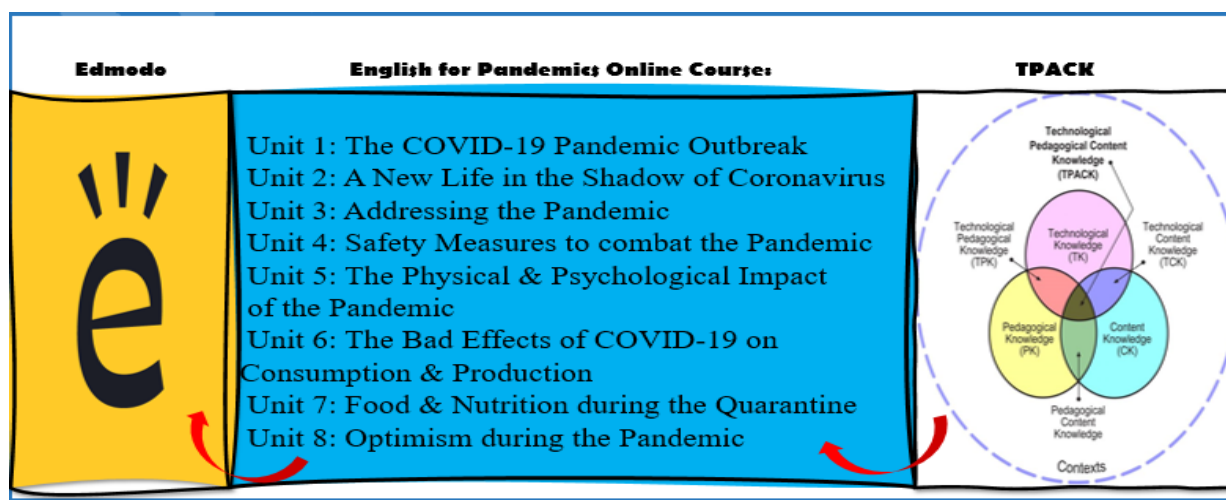 Edmodo
English for Pandemics Online Course:
TPACK
e
Unit 1: The COVID-19 Pandemic Outbreak
Unit 2: A New Life in the Shadow of Coronavirus
Unit 3: Addressing the Pandemic
Unit 4: Safety Measures to combat the Pandemic
Unit 5: The Physical & Psychological Impact
of the Pandemic
Unit 6: The Bad Effects of COVID-19 on
Consumption & Production
Unit 7: Food & Nutrition during the Quarantine
Unit 8: Optimism during the Pandemic
Technological
Pedagogical Content
Knowledge
(TPACK)
Technological
Pedagogical
Knowledge
(TPK)
Technological
Knowledge
(TK)
Technological
Content
Knowledge
(TCK)
Pedagogical
Knowledge
(PK)
Content
Knowledge
(CK)
Pedagogical
Content
Knowledge
Contexts